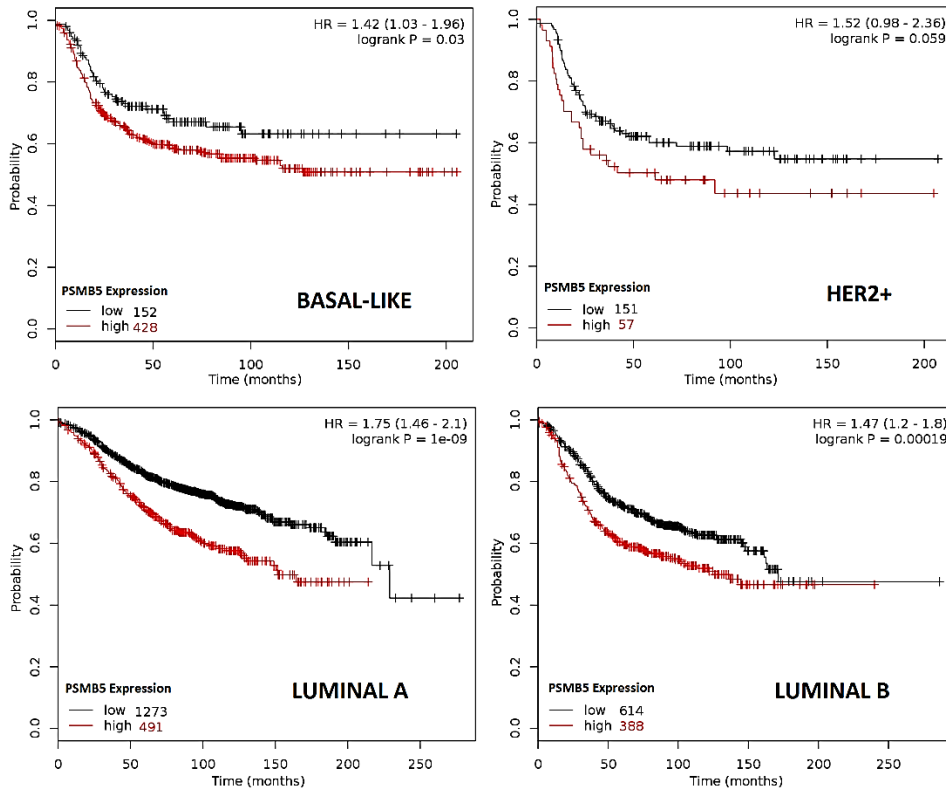 HR = 1.42 (1.03 - 1.96)
logrank P = 0.03
1.0
0.8
0.6
0.4
0.2
0.0
Probability
PSMB5 Expression
low 152
high 428
BASAL-LIKE
0 50 100 150 200
Time (months)
HR = 1.52 (0.98 - 2.36)
logrank P = 0.059
1.0
0.8
0.6
0.4
0.2
0.0
Probability
PSMB5 Expression
low 151
high 57
HER2+
0 50 100 150 200
Time (months)
HR = 1.75 (1.46 - 2.1)
logrank P = 1e-09
1.0
0.8
0.6
0.4
0.2
0.0
Probability
PSMB5 Expression
low 1273
high 491
LUMINAL A
0 50 100 150 200 250
Time (months)
HR = 1.47 (1.2 - 1.8)
logrank P = 0.00019
1.0
0.8
0.6
0.4
0.2
0.0
Probability
PSMB5 Expression
low 614
high 388
LUMINAL B
0 50 100 150 200 250
Time (months)